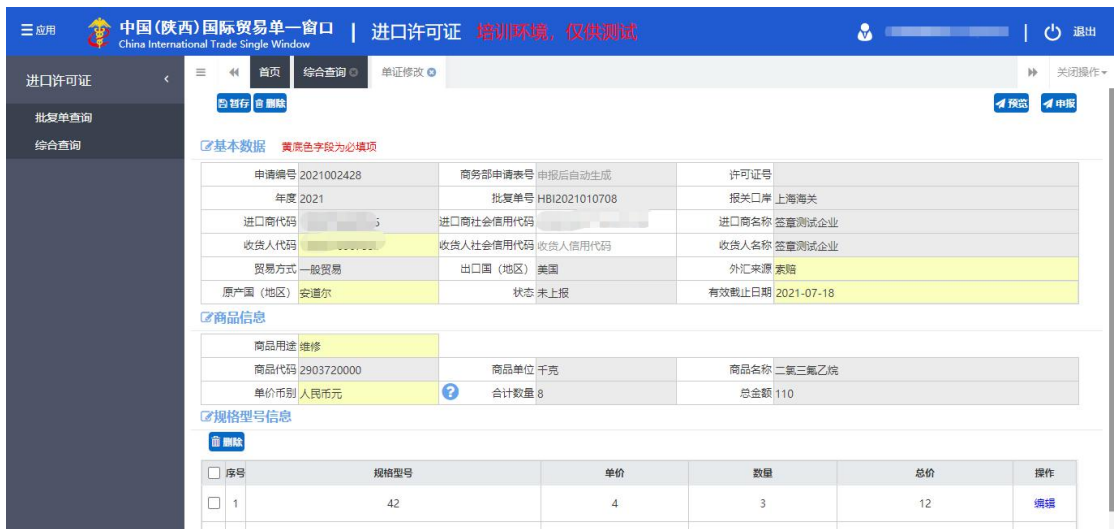 应用 中国(陕西)国际贸易单一窗口 | 进口许可证 培训环境，仅供测试 | 退出
China International Trade Single Window
进口许可证
批复单查询
综合查询
首页 综合查询 单证修改 关闭操作
暂存 删除 预览 申报
基本数据 黄底色字段为必填项
申请编号 2021002428 商务部申请表号 申报后自动生成 许可证号
年度 2021 批复单号 HBI2021010708 报关口岸 上海海关
进口商代码 进口商社会信用代码 进口商名称 签章测试企业
收货人代码 收货人社会信用代码 收货人信用代码 收货人名称 签章测试企业
贸易方式 一般贸易 出口国（地区） 美国 外汇来源 索赔
原产国（地区） 安道尔 状态 未上报 有效截止日期 2021-07-18
商品信息
商品用途 维修
商品代码 2903720000 商品单位 千克 商品名称 二氯三氟乙烷
单价币别 人民币元 ? 合计数量 8 总金额 110
规格型号信息
删除
序号 规格型号 单价 数量 总价 操作
1 42 4 3 12 编辑